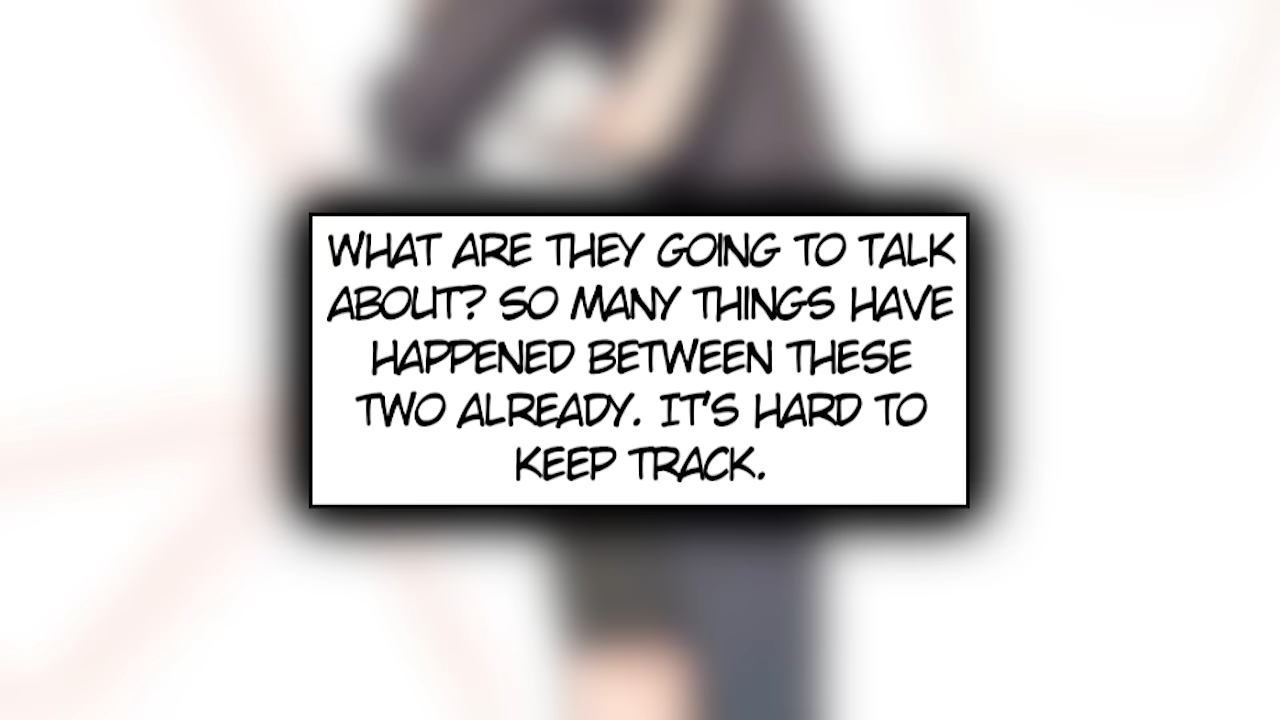 WHAT ARE THEY GOING TO TALK
ABOUT? SO MANY THINGS HAVE
HAPPENED BETWEEN THESE
TWO ALREADY. IT'S HARD TO
KEEP TRACK.